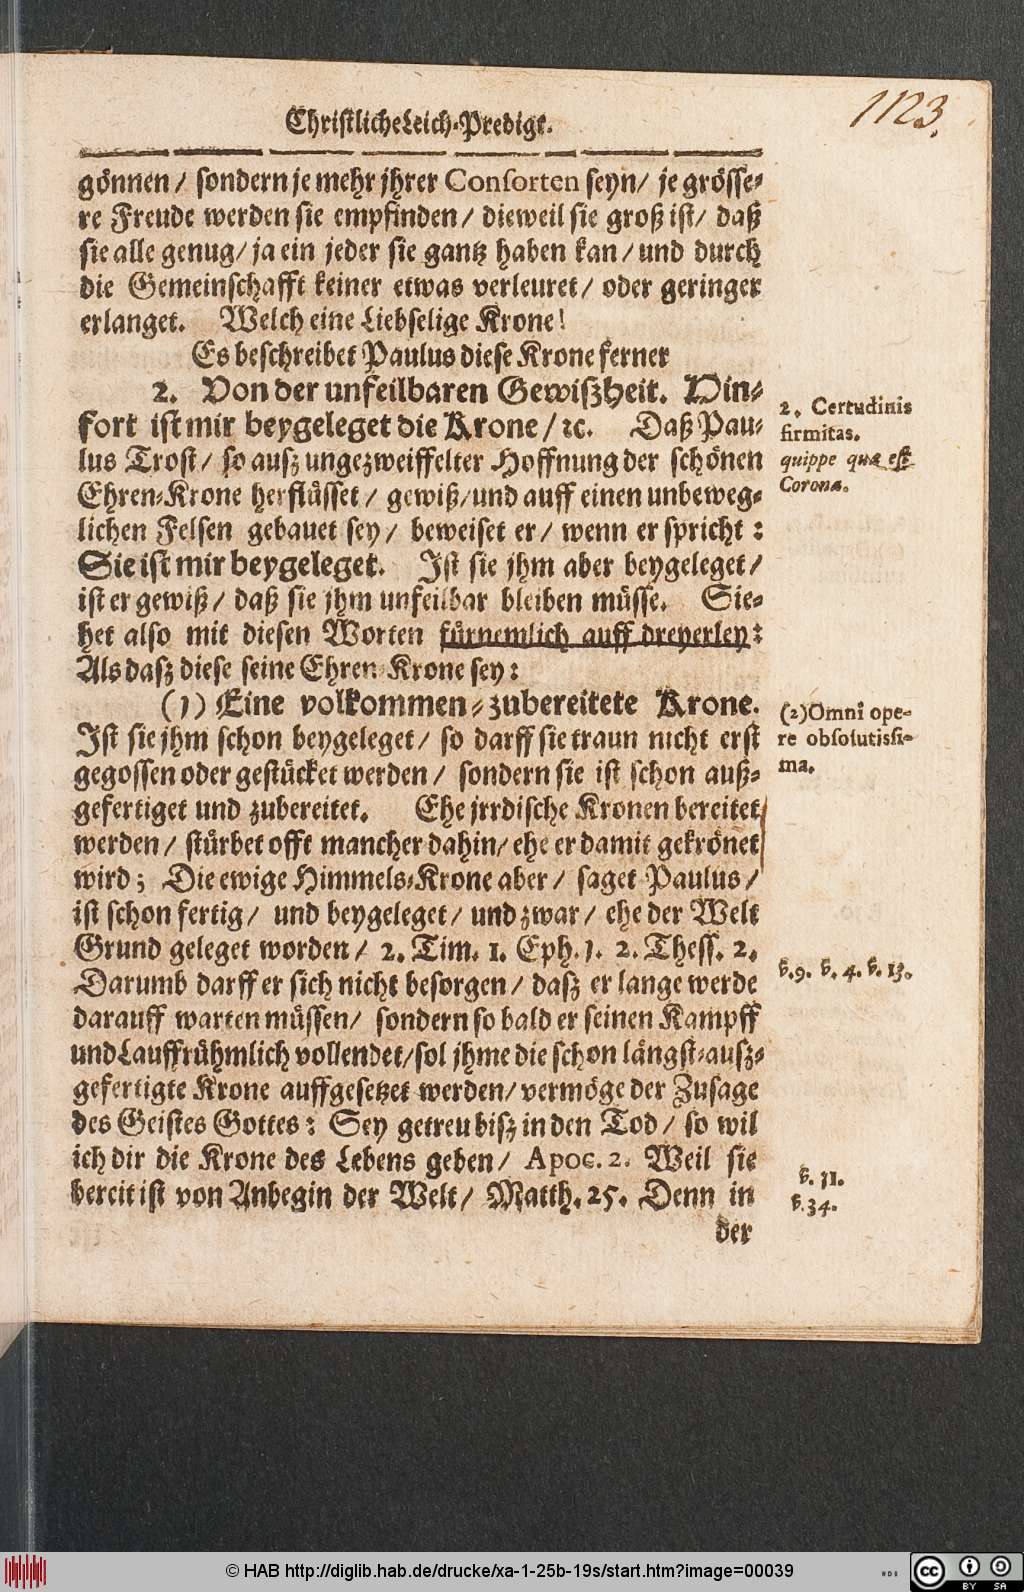 1123.
Christliche Leich-Predigt.
gönnen / sondern je mehr jhrer Consorten seyn / je grösse-
re Freude werden sie empfinden / dieweil sie groß ist / daß
sie alle genug / ja ein jeder sie gantz haben kan / und durch
die Gemeinschafft keiner etwas verleuret / oder geringer
erlanget. Welch eine Liebselige Krone!
Es beschreibet Paulus diese Krone ferner
2. Von der unfeilbaren Gewißheit. Hin-
fort ist mir beygeleget die Krone / ꝛc. Daß Pau-
lus Trost / so ausz ungezweiffelter Hoffnung der schönen
Ehren-Krone herflüsset / gewiß / und auff einen unbeweg-
lichen Felsen gebauet sey / beweiset er / wenn er spricht:
Sie ist mir beygeleget. Ist sie jhm aber beygeleget /
ist er gewiß / daß sie jhm unfeilbar bleiben müsse. Sie-
het also mit diesen Worten fürnemlich auff dreyerley:
Als dasz diese seine Ehren-Krone sey:
(1) Eine volkommen-zubereitete Krone.
Ist sie jhm schon beygeleget / so darff sie traun nicht erst
gegossen oder gestücket werden / sondern sie ist schon auß-
gefertiget und zubereitet. Ehe jrrdische Kronen bereitet
werden / stürbet offt mancher dahin / ehe er damit gekrönet
wird; Die ewige Himmels-Krone aber / saget Paulus /
ist schon fertig / und beygeleget / und zwar / ehe der Welt
Grund geleget worden / 2. Tim. 1. Eph. 1. 2. Thess. 2.
Darumb darff er sich nicht besorgen / dasz er lange werde
darauff warten müssen / sondern so bald er seinen Kampff
und Lauff rühmlich vollendet / sol jhme die schon längst-ausz-
gefertigte Krone auffgesetzet werden / vermöge der Zusage
des Geistes Gottes: Sey getreu bisz in den Tod / so wil
ich dir die Krone des Lebens geben / Apoc. 2. Weil sie
bereit ist von Anbegin der Welt / Matth. 25. Denn in
der
2. Certudinis
firmitas.
quippe quæ est
Corona.
(2) Omni ope-
re obsolutissi-
ma.
v. 9. v. 4. v. 13.
v. 11.
v. 34.
© HAB http://diglib.hab.de/drucke/xa-1-25b-19s/start.htm?image=00039
cc BY SA